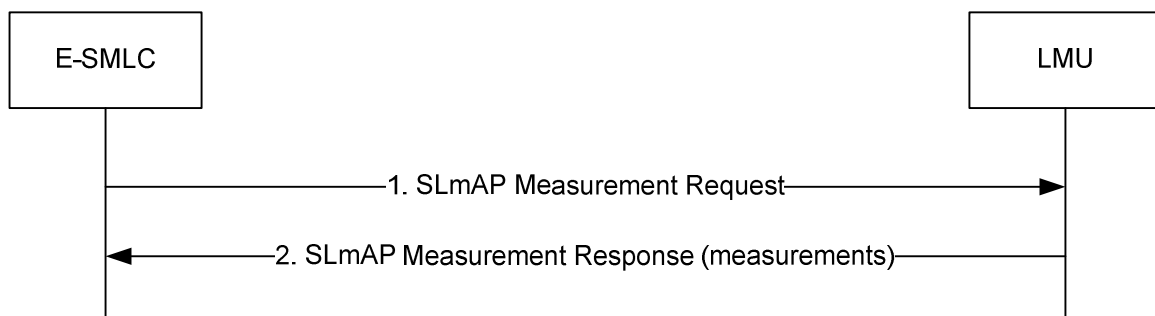 E-SMLC
LMU
1. SLmAP Measurement Request
2. SLmAP Measurement Response (measurements)